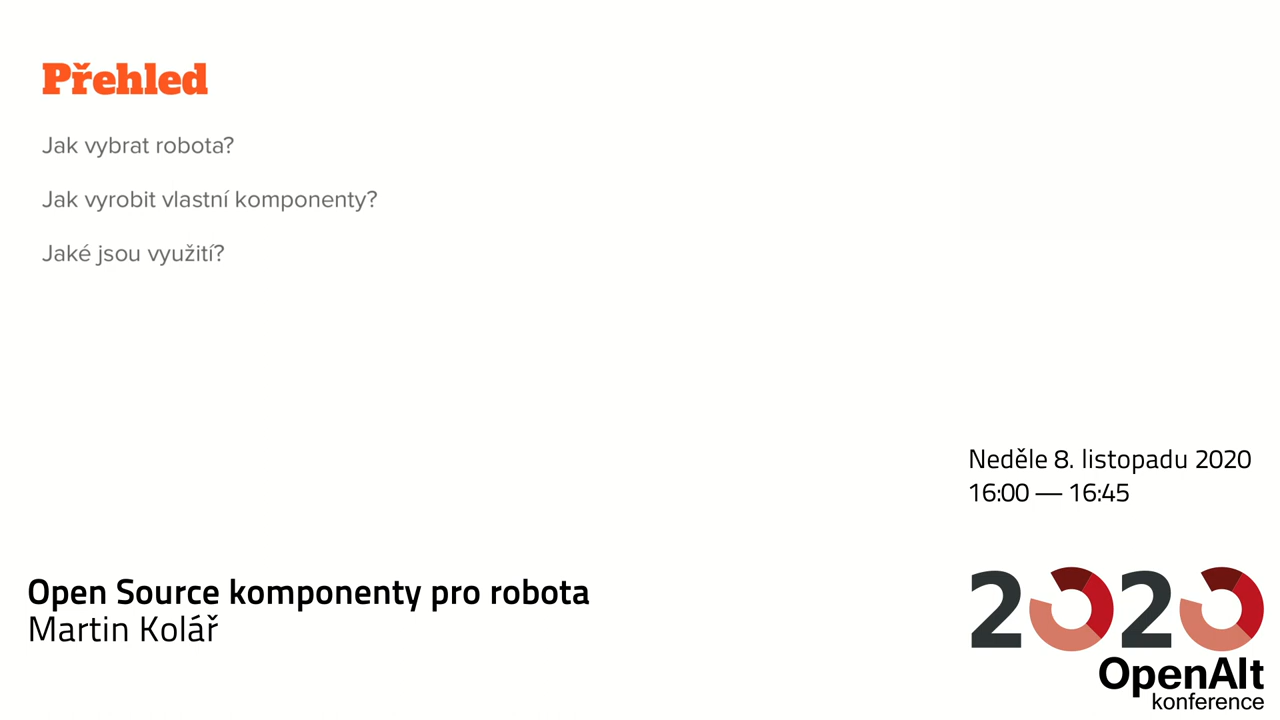 Přehled
Jak vybrat robota?
Jak vyrobit vlastní komponenty?
Jaké jsou využití?
Neděle 8. listopadu 2020
16:00 — 16:45
Open Source komponenty pro robota
Martin Kolář
2020
OpenAlt
konference